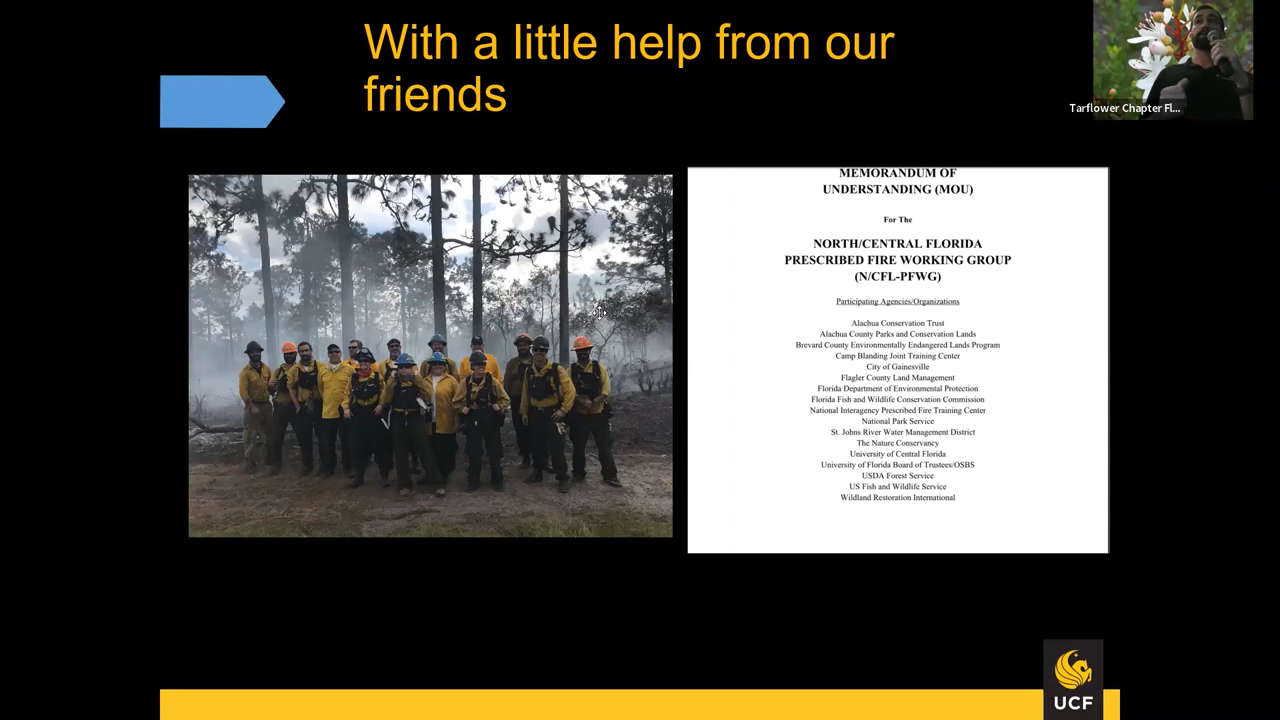 With a little help from our
friends
Tarflower Chapter Fl...
MEMORANDUM OF
UNDERSTANDING (MOU)
For The
NORTH/CENTRAL FLORIDA
PRESCRIBED FIRE WORKING GROUP
(N/CFL-PFWG)
Participating Agencies/Organizations
Alachua Conservation Trust
Alachua County Parks and Conservation Lands
Brevard County Environmentally Endangered Lands Program
Camp Blanding Joint Training Center
City of Gainesville
Flagler County Land Management
Florida Department of Environmental Protection
Florida Fish and Wildlife Conservation Commission
National Interagency Prescribed Fire Training Center
National Park Service
St. Johns River Water Management District
The Nature Conservancy
University of Central Florida
University of Florida Board of Trustees/OSBS
USDA Forest Service
US Fish and Wildlife Service
Wildland Restoration International
UCF